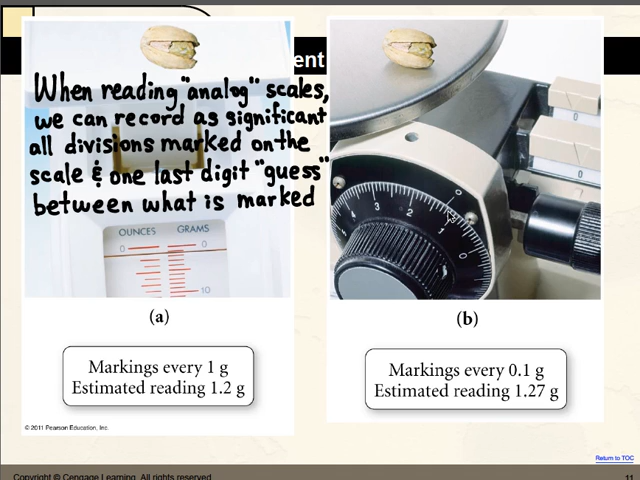 ent
When reading "analog" scales,
we can record as significant
all divisions marked on the
scale & one last digit "guess"
between what is marked
OUNCES GRAMS
0 0
10
(a)
Markings every 1 g
Estimated reading 1.2 g
© 2011 Pearson Education, Inc.
0
0
4 3 2 1 0
0
(b)
Markings every 0.1 g
Estimated reading 1.27 g
Return to TOC
Copyright © Cengage Learning. All rights reserved
11